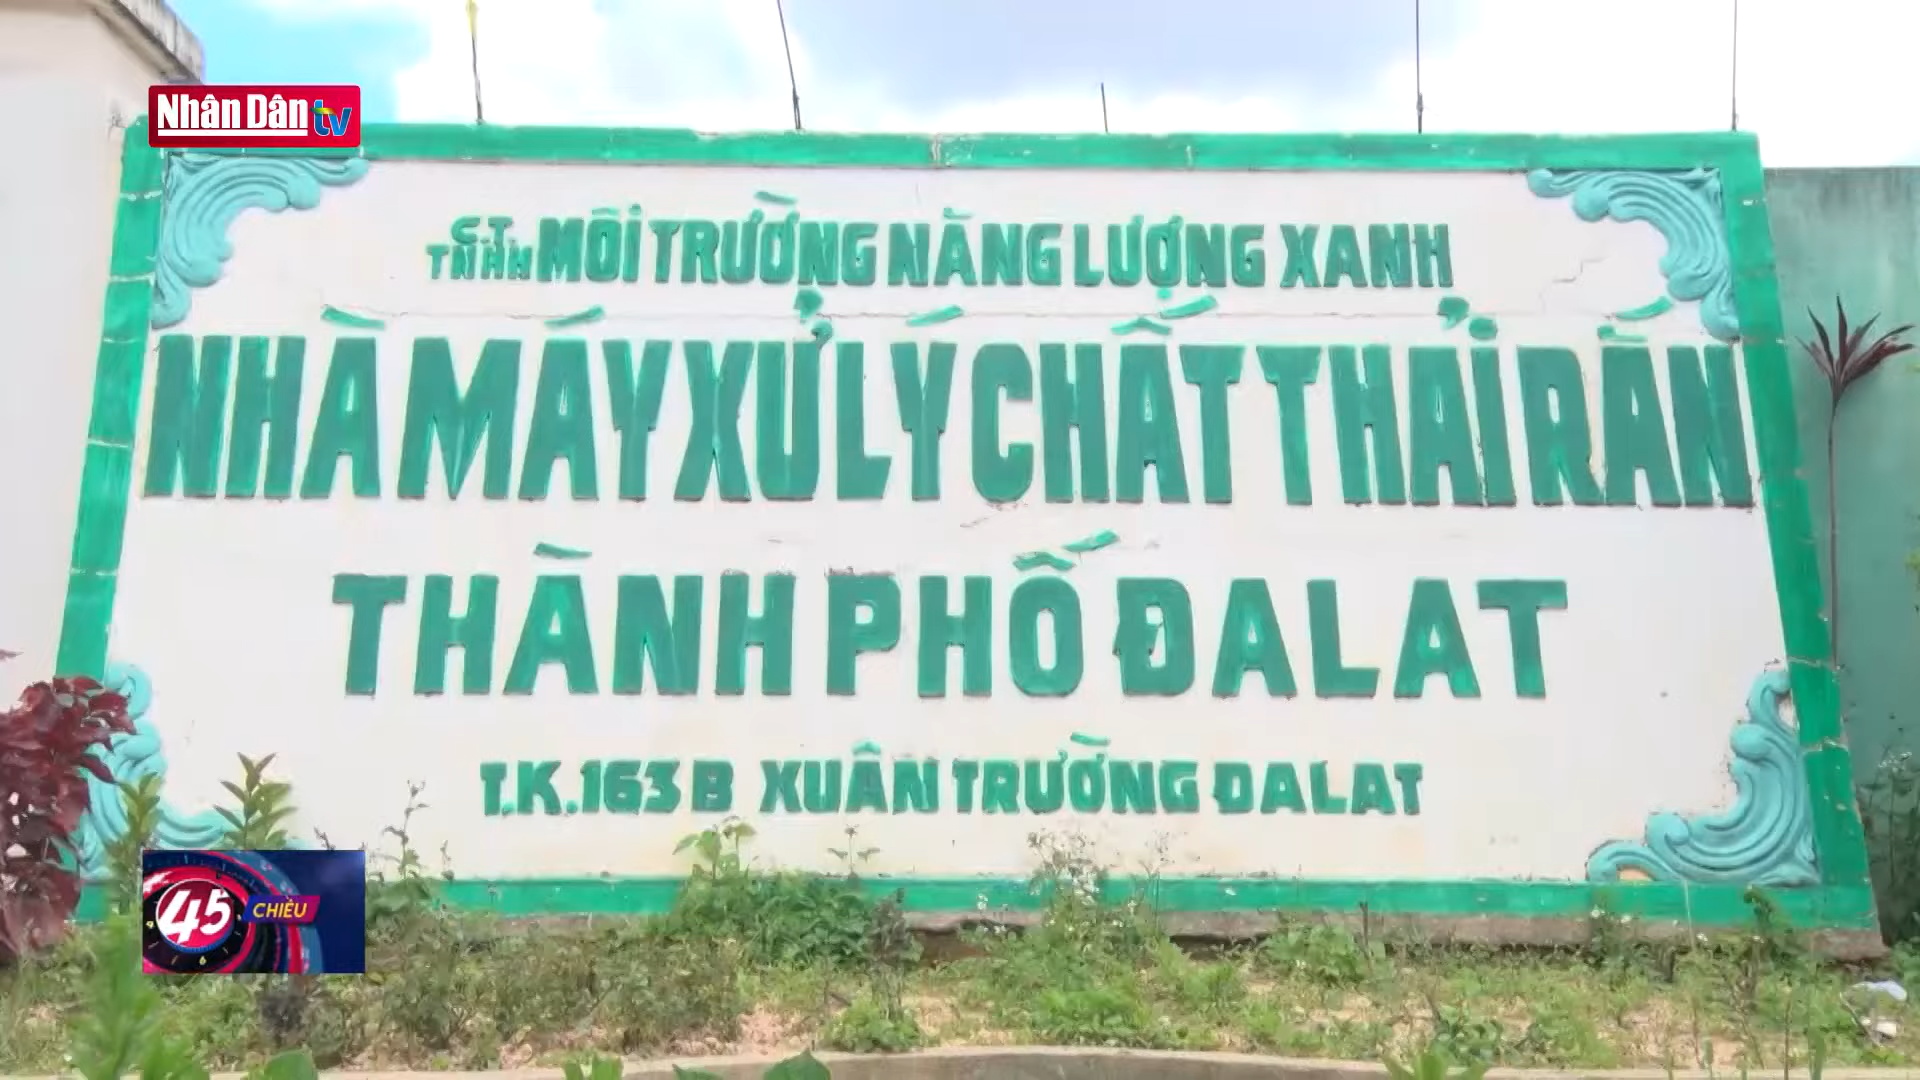 Nhân Dân tv
C.T. TNHH MÔI TRƯỜNG NĂNG LƯỢNG XANH
NHÀ MÁY XỬ LÝ CHẤT THẢI RẮN
THÀNH PHỐ ĐALAT
T.K.163B XUÂN TRƯỜNG ĐALAT
45 CHIỀU